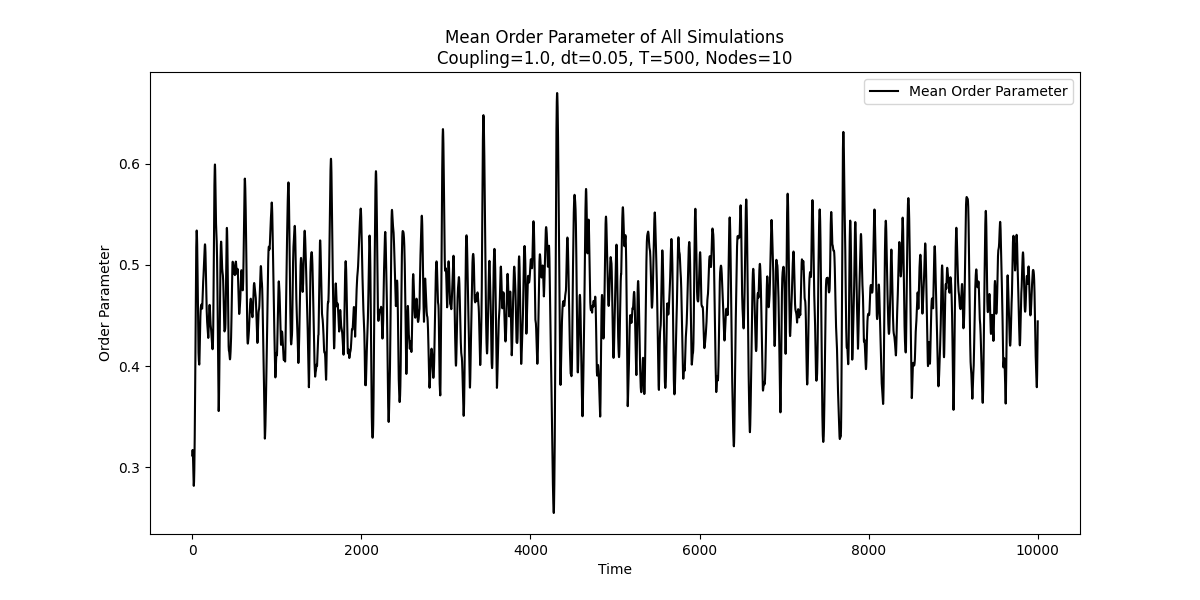 Mean Order Parameter of All Simulations
Coupling=1.0, dt=0.05, T=500, Nodes=10
Mean Order Parameter
Order Parameter
0.6
0.5
0.4
0.3
0
2000
4000
6000
8000
10000
Time